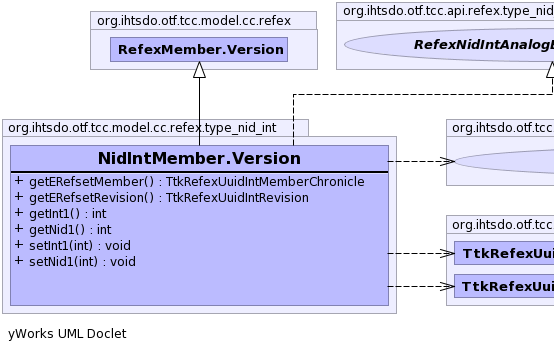 org.ihtsdo.otf.tcc.model.cc.refex
RefexMember.Version
org.ihtsdo.otf.tcc.api.refex.type_nid
RefexNidIntAnalog
org.ihtsdo.otf.tcc.model.cc.refex.type_nid_int
NidIntMember.Version
+ getERefsetMember() : TtkRefexUuidIntMemberChronicle
+ getERefsetRevision() : TtkRefexUuidIntRevision
+ getInt1() : int
+ getNid1() : int
+ setInt1(int) : void
+ setNid1(int) : void
org.ihtsdo.otf.tcc
org.ihtsdo.otf.tcc
TtkRefexUui
TtkRefexUui
yWorks UML Doclet